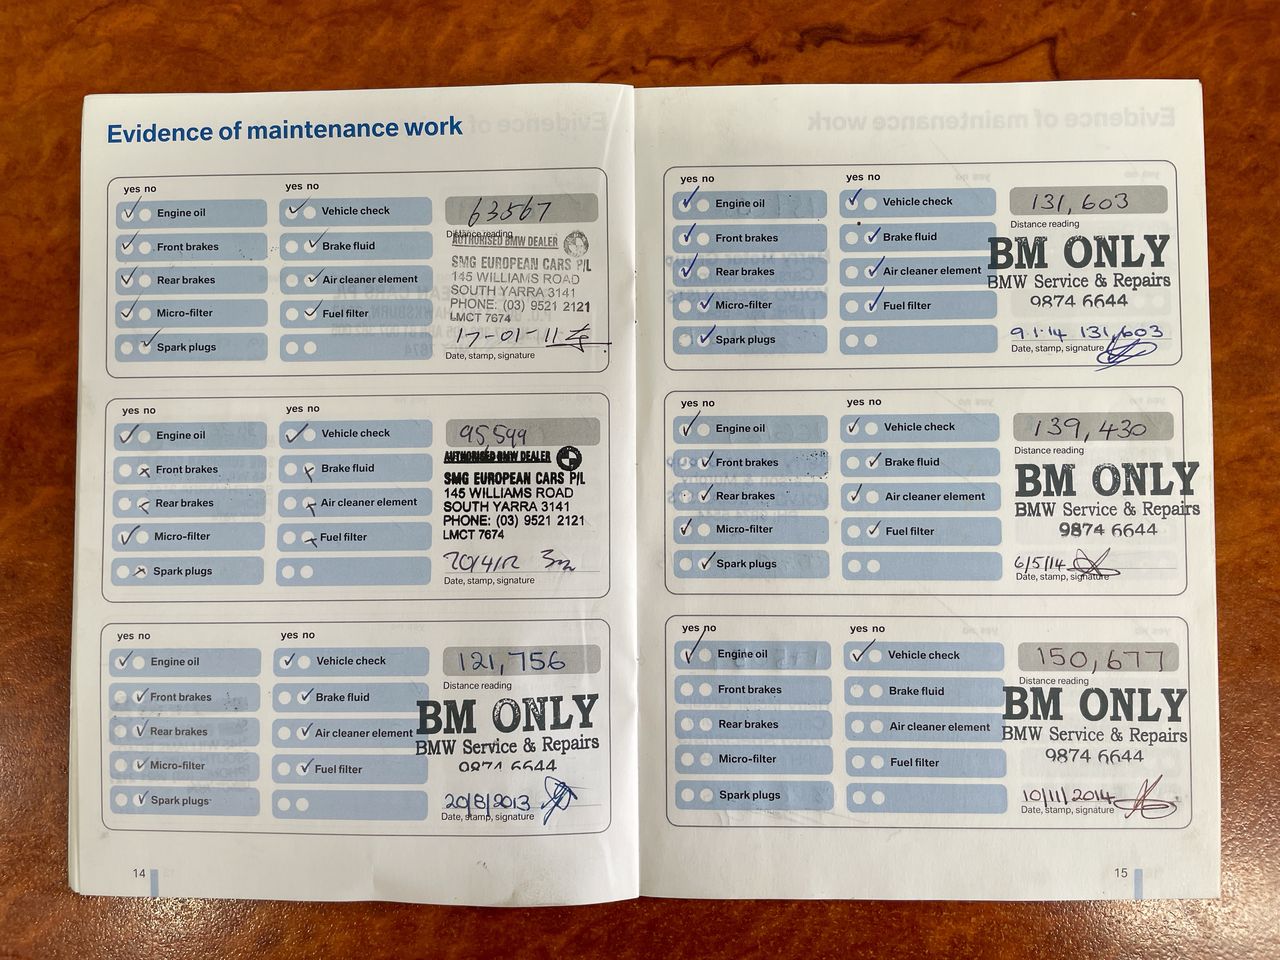 Evidence of maintenance work
yes no
yes no
Engine oil
Vehicle check
63567
Distance reading
Front brakes
Brake fluid
AUTHORISED BMW DEALER
Rear brakes
Air cleaner element
SMG EUROPEAN CARS P/L
145 WILLIAMS ROAD
SOUTH YARRA 3141
Micro-filter
Fuel filter
PHONE: (03) 9521 2121
LMCT 7674
Spark plugs
17-01-11
Date, stamp, signature
yes no
yes no
Engine oil
Vehicle check
95,599
AUTHORISED BMW DEALER
Front brakes
Brake fluid
SMG EUROPEAN CARS P/L
145 WILLIAMS ROAD
Rear brakes
Air cleaner element
SOUTH YARRA 3141
PHONE: (03) 9521 2121
Micro-filter
Fuel filter
LMCT 7674
Spark plugs
20/4/12
Date, stamp, signature
yes no
yes no
Engine oil
Vehicle check
121,756
Distance reading
Front brakes
Brake fluid
BM ONLY
Rear brakes
Air cleaner element
BMW Service & Repairs
Micro-filter
Fuel filter
9874 6644
Spark plugs
20/8/2013
Date, stamp, signature
14
yes no
yes no
Engine oil
Vehicle check
131,603
Distance reading
Front brakes
Brake fluid
BM ONLY
Rear brakes
Air cleaner element
BMW Service & Repairs
Micro-filter
Fuel filter
9874 6644
Spark plugs
9.1.14 131,603
Date, stamp, signature
yes no
yes no
Engine oil
Vehicle check
139,430
Distance reading
Front brakes
Brake fluid
BM ONLY
Rear brakes
Air cleaner element
BMW Service & Repairs
Micro-filter
Fuel filter
9874 6644
Spark plugs
6/5/14
Date, stamp, signature
yes no
yes no
Engine oil
Vehicle check
150,677
Distance reading
Front brakes
Brake fluid
BM ONLY
Rear brakes
Air cleaner element
BMW Service & Repairs
Micro-filter
Fuel filter
9874 6644
Spark plugs
10/11/2014
Date, stamp, signature
15